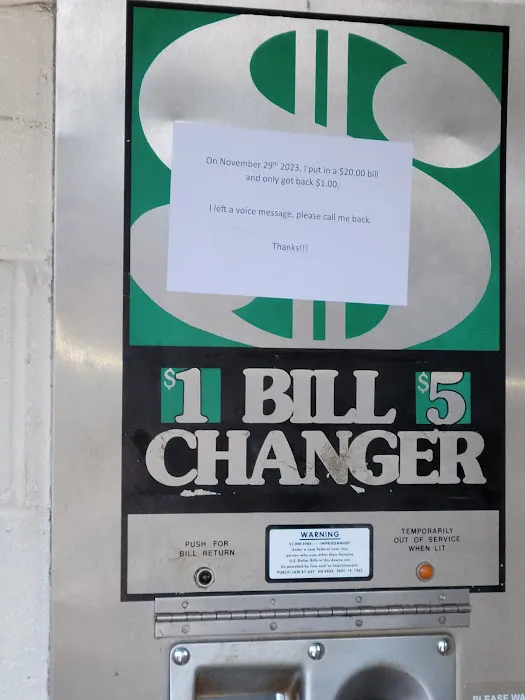 On November 29th 2023, I put in a $20.00 bill
and only got back $1.00.
I left a voice message, please call me back.
Thanks!!!
$1 BILL $5
CHANGER
PUSH FOR
BILL RETURN
WARNING
TEMPORARILY
OUT OF SERVICE
WHEN LIT
PLEASE WA